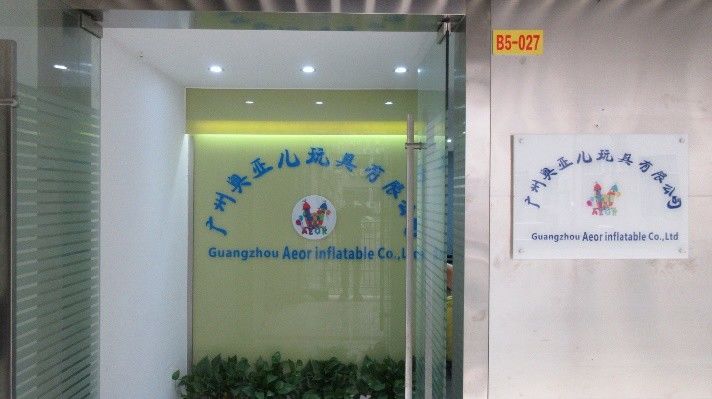 B5-027
广州奥亚儿玩具有限公
AEOR
Guangzhou Aeor inflatable Co.,Ltd
广州奥亚儿玩具有限公司
AEOR
Guangzhou Aeor inflatable Co.,Ltd